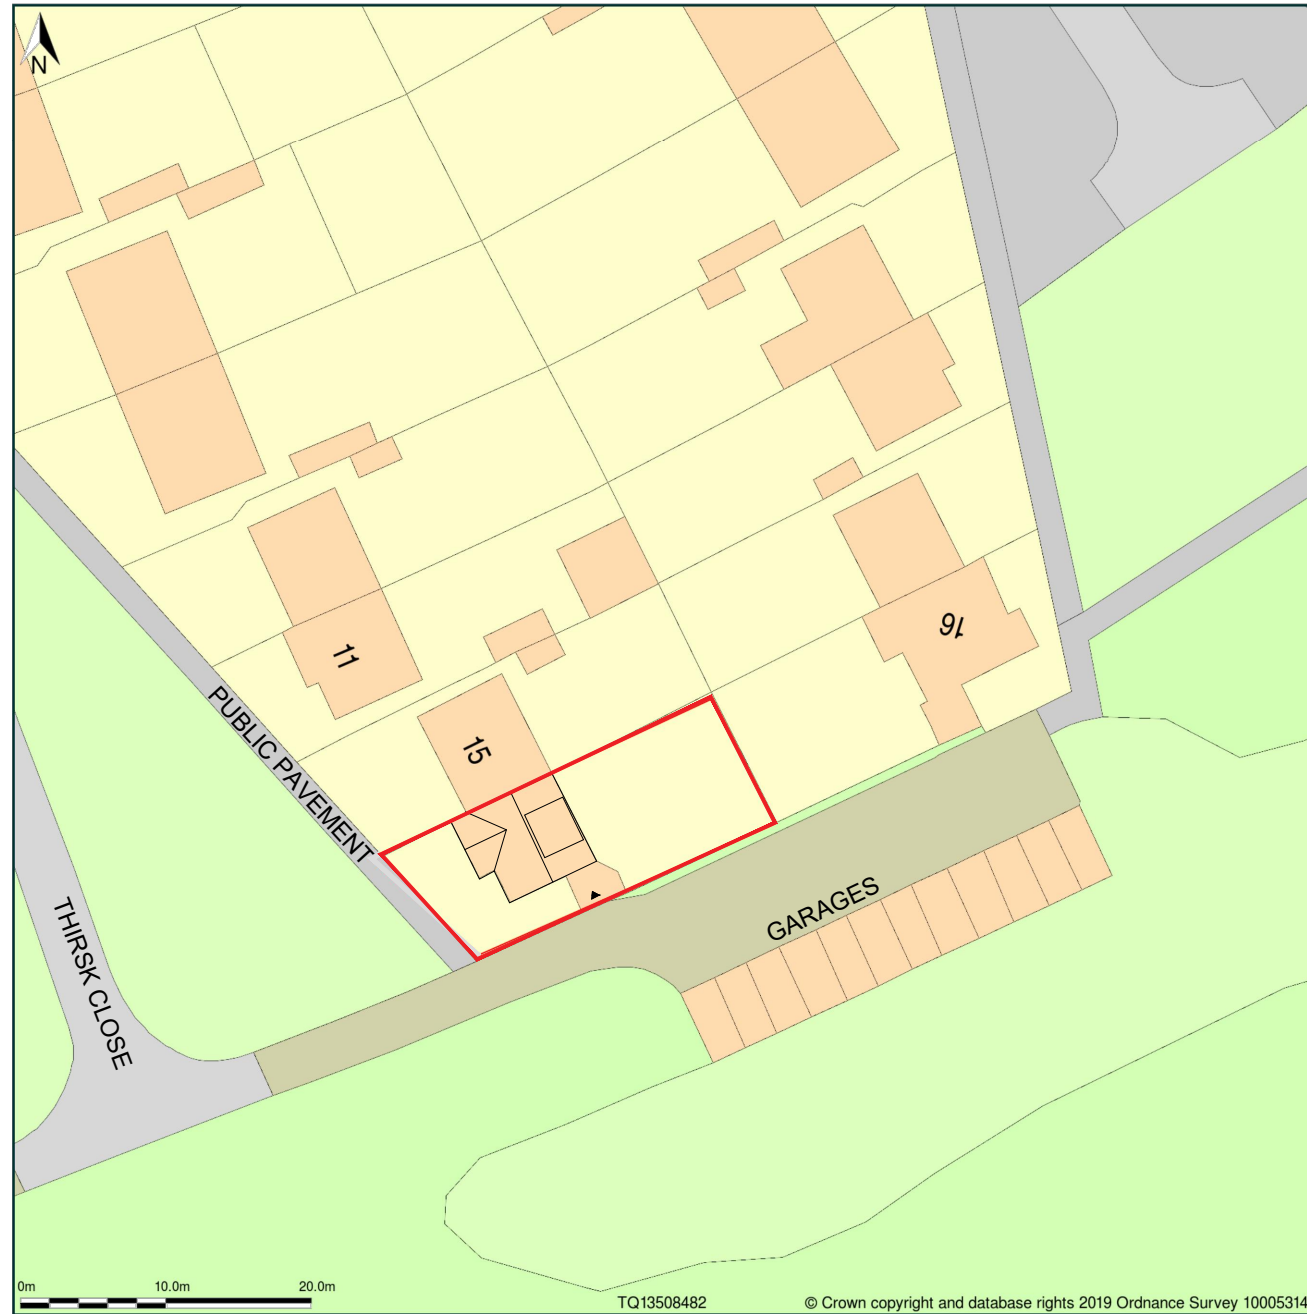 N
11
16
15
PUBLIC PAVEMENT
THIRSK CLOSE
GARAGES
0m 10.0m 20.0m
TQ13508482
© Crown copyright and database rights 2019 Ordnance Survey 10005314